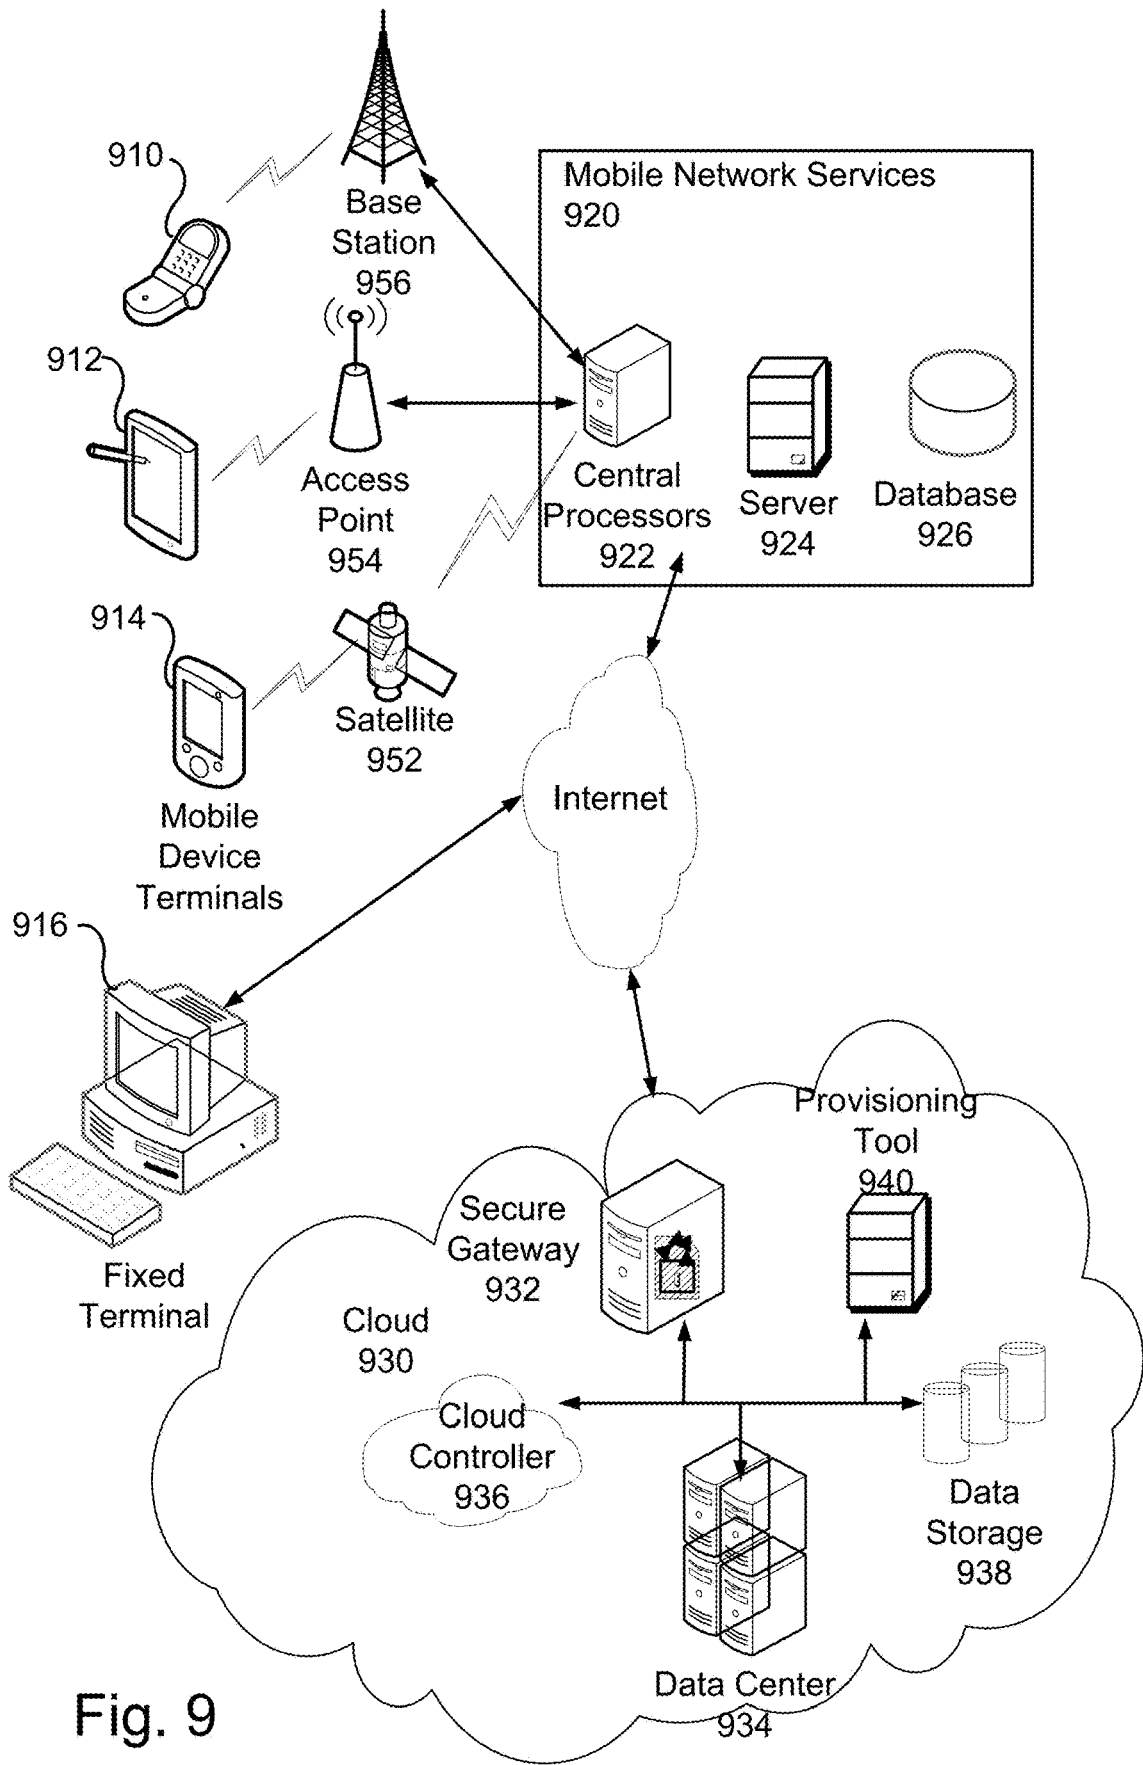 910
Base
Station
956
Mobile Network Services
920
912
Access
Point
954
Central
Processors
922
Server
924
Database
926
914
Satellite
952
Mobile
Device
Terminals
Internet
916
Fixed
Terminal
Provisioning
Tool
940
Secure
Gateway
932
Cloud
930
Cloud
Controller
936
Data
Storage
938
Data Center
934
Fig. 9